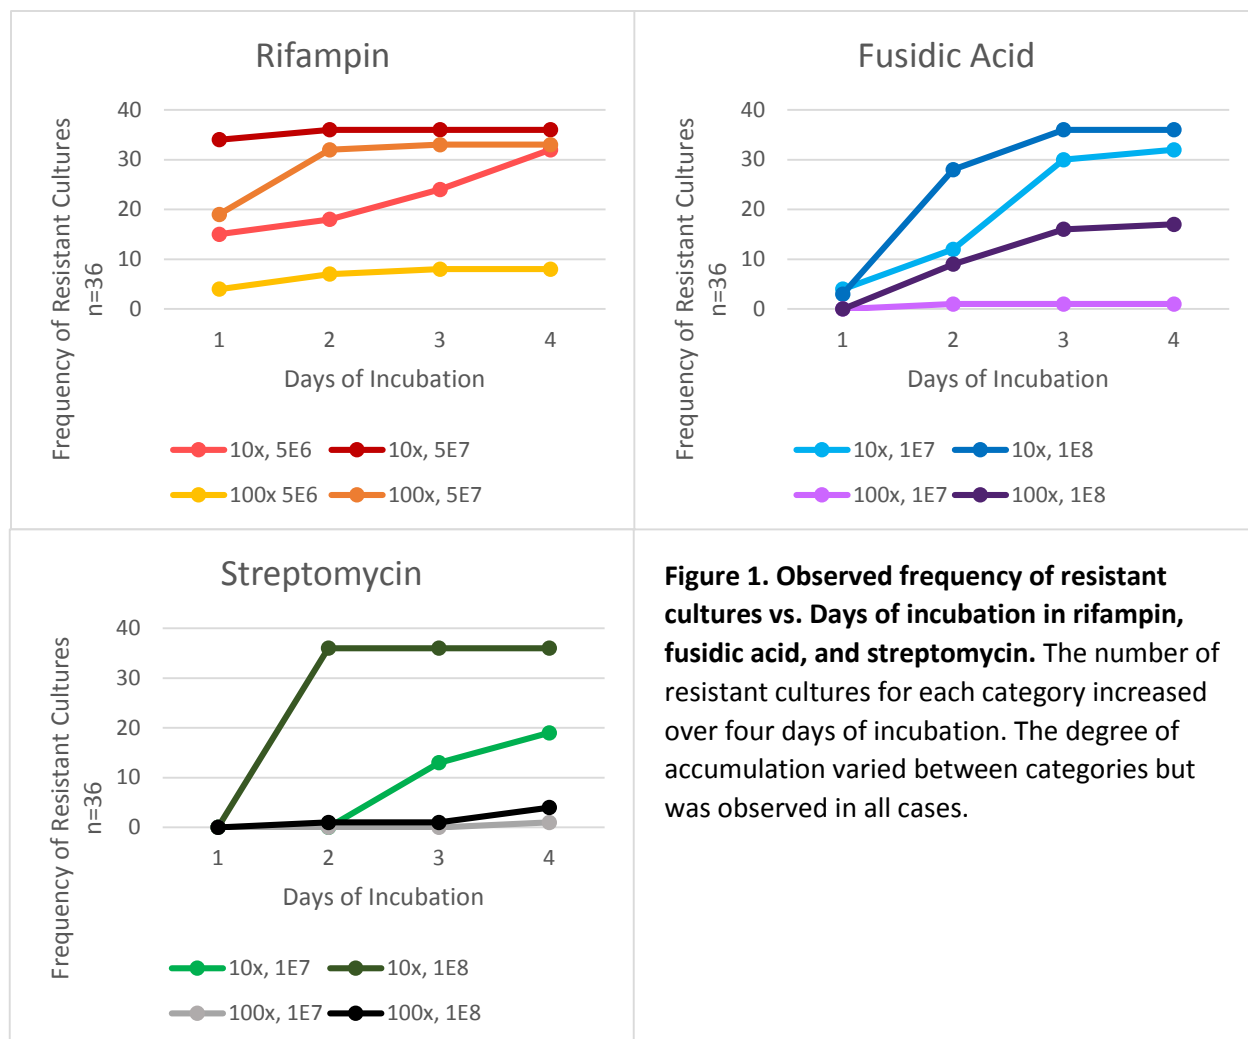 Rifampin
Frequency of Resistant Cultures
n=36
40
30
20
10
0
1 2 3 4
Days of Incubation
10x, 5E6 10x, 5E7
100x 5E6 100x, 5E7
Fusidic Acid
Frequency of Resistant Cultures
n=36
40
30
20
10
0
1 2 3 4
Days of Incubation
10x, 1E7 10x, 1E8
100x, 1E7 100x, 1E8
Streptomycin
Frequency of Resistant Cultures
n=36
40
30
20
10
0
1 2 3 4
Days of Incubation
10x, 1E7 10x, 1E8
100x, 1E7 100x, 1E8
Figure 1. Observed frequency of resistant
cultures vs. Days of incubation in rifampin,
fusidic acid, and streptomycin. The number of
resistant cultures for each category increased
over four days of incubation. The degree of
accumulation varied between categories but
was observed in all cases.